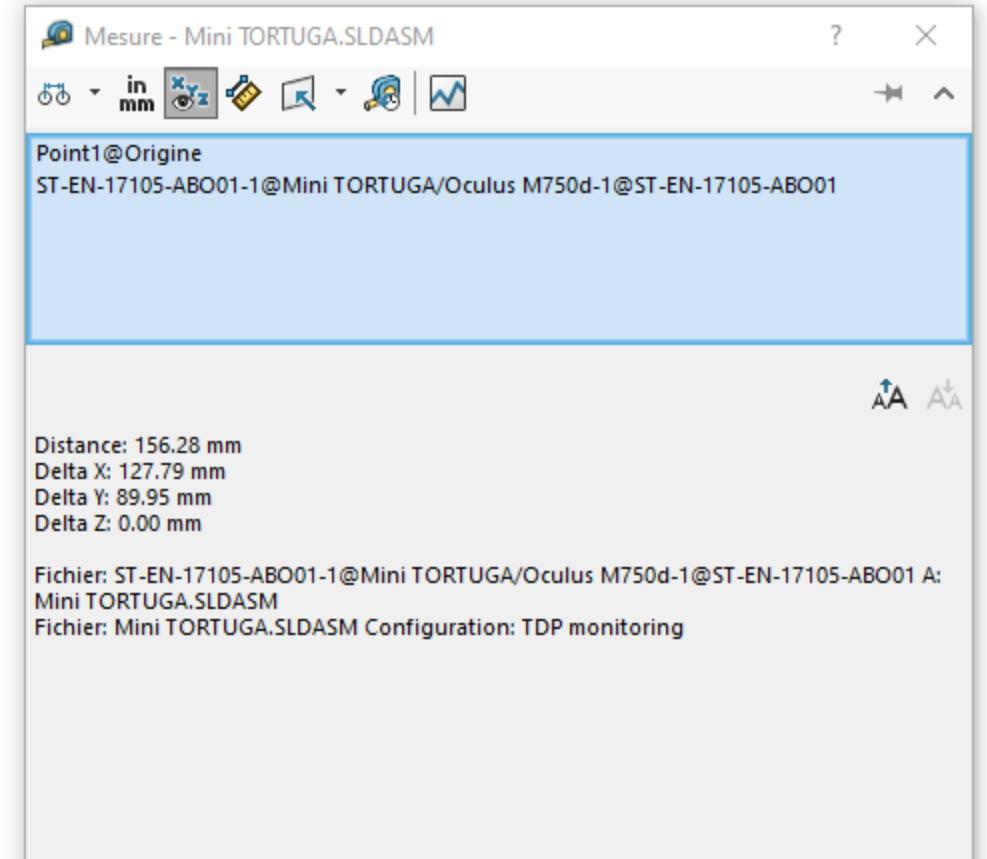 Mesure - Mini TORTUGA.SLDASM
?
in
mm
XYZ
Point1@Origine
ST-EN-17105-ABO01-1@Mini TORTUGA/Oculus M750d-1@ST-EN-17105-ABO01
AA AA
Distance: 156.28 mm
Delta X: 127.79 mm
Delta Y: 89.95 mm
Delta Z: 0.00 mm
Fichier: ST-EN-17105-ABO01-1@Mini TORTUGA/Oculus M750d-1@ST-EN-17105-ABO01 A:
Mini TORTUGA.SLDASM
Fichier: Mini TORTUGA.SLDASM Configuration: TDP monitoring